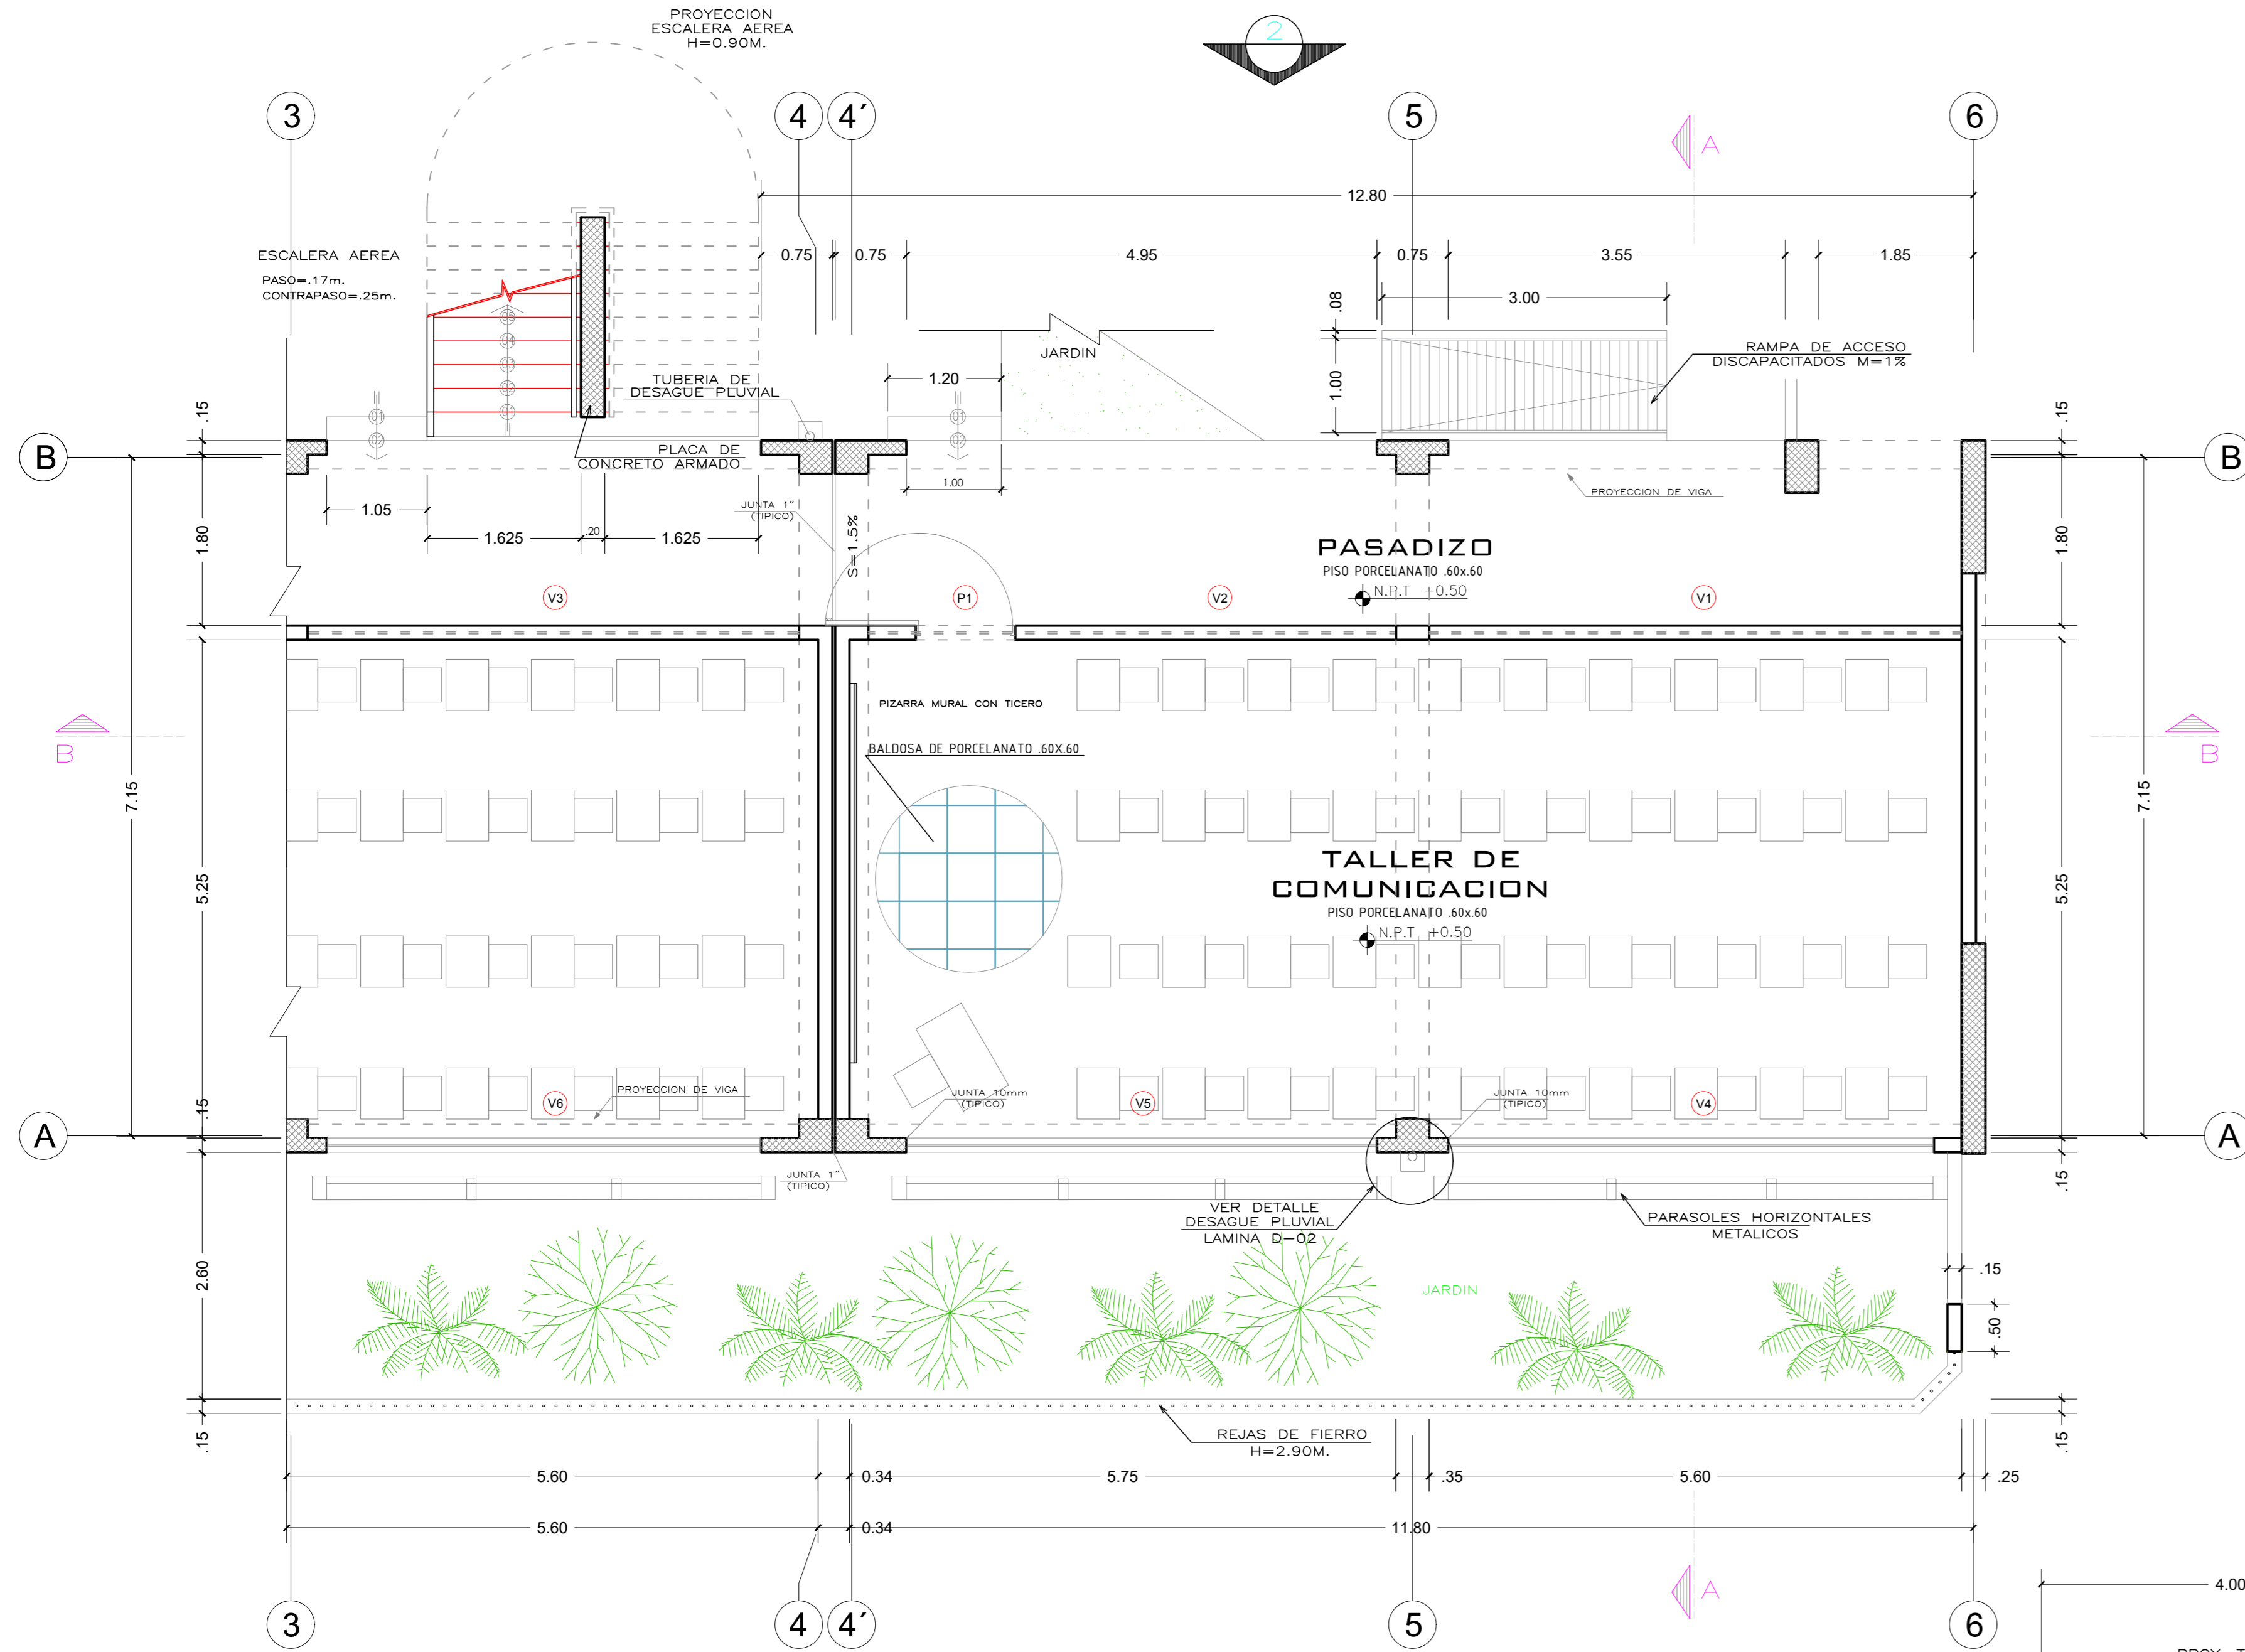 PROYECCION
ESCALERA AEREA
H=0.90M.
2
3
4
4´
5
6
A
12.80
ESCALERA AEREA
PASO=.17m.
CONTRAPASO=.25m.
0.75
0.75
4.95
0.75
3.55
1.85
3.00
.08
1.00
JARDIN
RAMPA DE ACCESO
DISCAPACITADOS M=1%
05
04
03
02
01
TUBERIA DE
DESAGUE PLUVIAL
1.20
01
02
01
02
.15
.15
B
B
PLACA DE
CONCRETO ARMADO
1.05
1.625
.20
1.625
JUNTA 1"
(TIPICO)
S=1.5%
1.00
PROYECCION DE VIGA
1.80
1.80
PASADIZO
PISO PORCELANATO .60x.60
N.P.T +0.50
V3
P1
V2
V1
PIZARRA MURAL CON TICERO
BALDOSA DE PORCELANATO .60X.60
B
B
7.15
7.15
5.25
5.25
TALLER DE
COMUNICACION
PISO PORCELANATO .60x.60
N.P.T +0.50
V6
PROYECCION DE VIGA
JUNTA 10mm
(TIPICO)
V5
JUNTA 10mm
(TIPICO)
V4
.15
A
A
.15
JUNTA 1"
(TIPICO)
VER DETALLE
DESAGUE PLUVIAL
LAMINA D-02
PARASOLES HORIZONTALES
METALICOS
2.60
JARDIN
.15
.50
.15
.15
REJAS DE FIERRO
H=2.90M.
5.60
0.34
5.75
.35
5.60
.25
5.60
0.34
11.80
A
4.00
3
4
4´
5
6